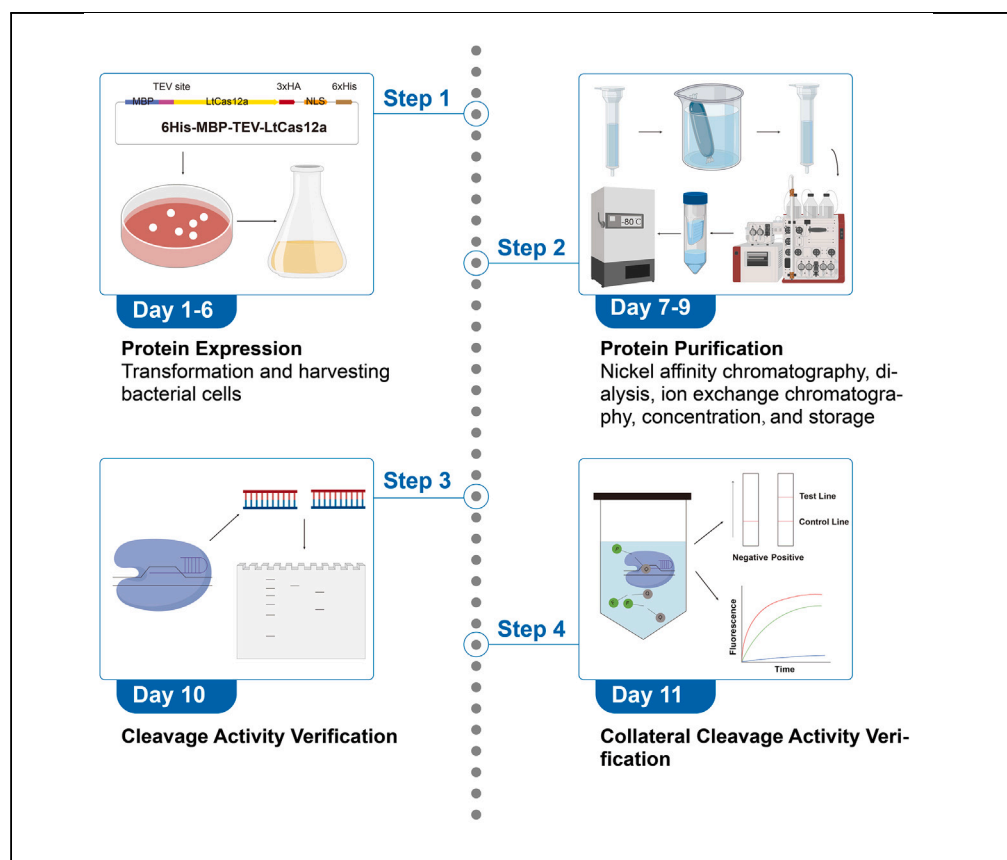 TEV site
3xHA
6xHis
MBP
LtCas12a
NLS
6His-MBP-TEV-LtCas12a
Step 1
Day 1-6
Protein Expression
Transformation and harvesting
bacterial cells
Step 2
-80℃
Day 7-9
Protein Purification
Nickel affinity chromatography, di-
alysis, ion exchange chromatogra-
phy, concentration, and storage
Step 3
Day 10
Cleavage Activity Verification
Step 4
Test Line
Control Line
Negative Positive
F
Q
Q
F
Q
Fluorescence
Time
Day 11
Collateral Cleavage Activity Veri-
fication